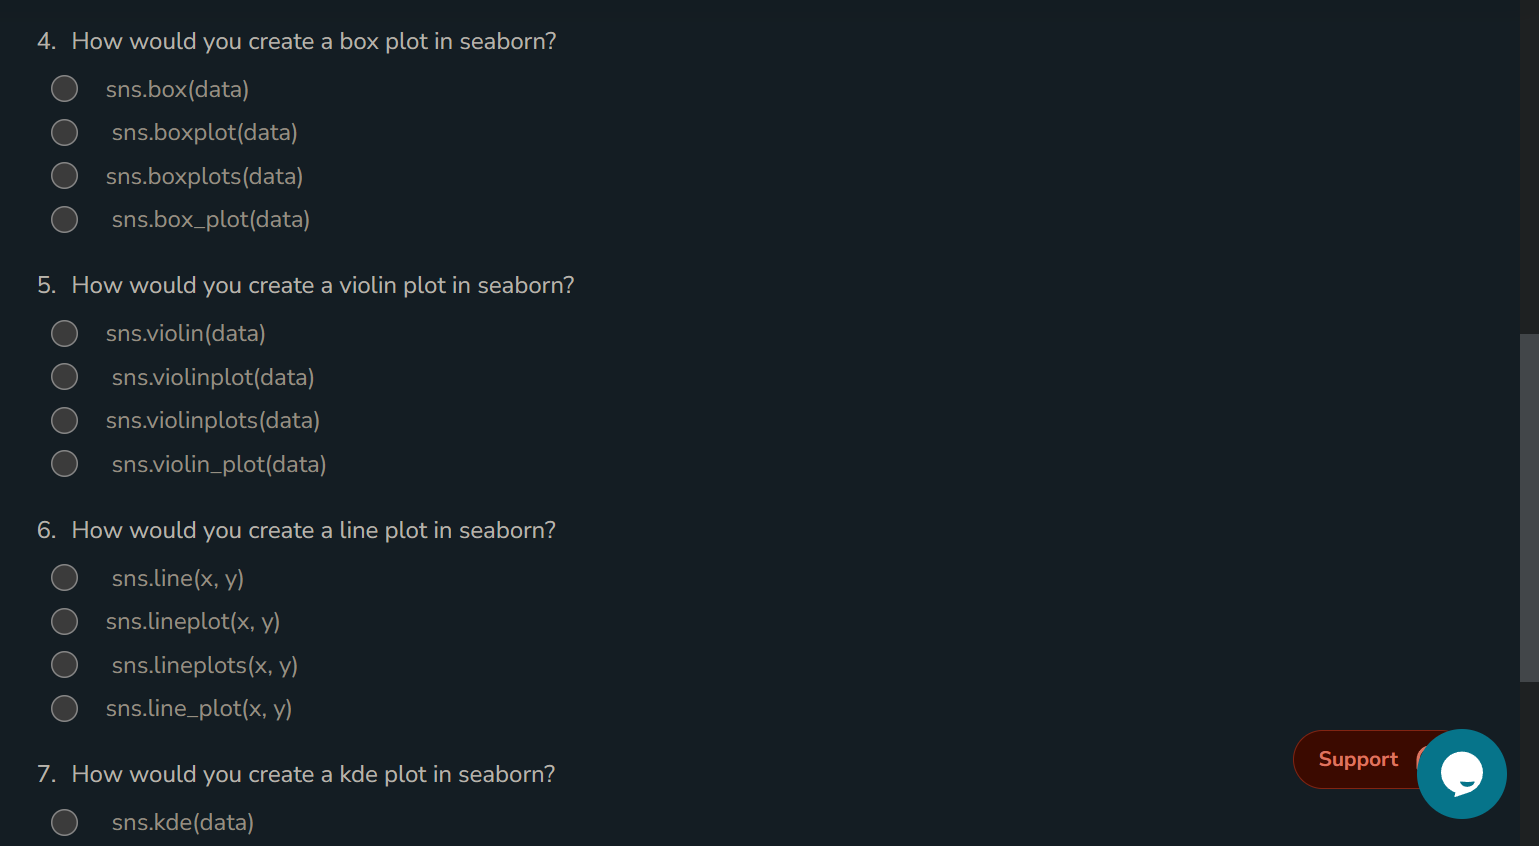 4. How would you create a box plot in seaborn?
sns.box(data)
sns.boxplot(data)
sns.boxplots(data)
sns.box_plot(data)
5. How would you create a violin plot in seaborn?
sns.violin(data)
sns.violinplot(data)
sns.violinplots(data)
sns.violin_plot(data)
6. How would you create a line plot in seaborn?
sns.line(x, y)
sns.lineplot(x, y)
sns.lineplots(x, y)
sns.line_plot(x, y)
7. How would you create a kde plot in seaborn?
sns.kde(data)
Support